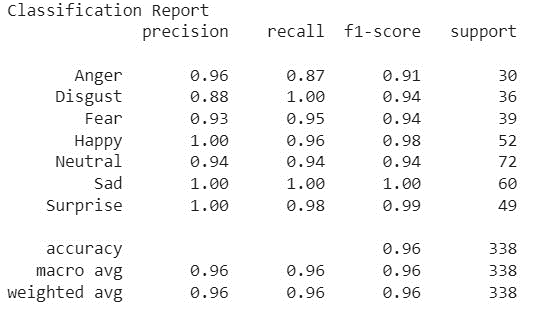 Classification Report
precision recall f1-score support
Anger 0.96 0.87 0.91 30
Disgust 0.88 1.00 0.94 36
Fear 0.93 0.95 0.94 39
Happy 1.00 0.96 0.98 52
Neutral 0.94 0.94 0.94 72
Sad 1.00 1.00 1.00 60
Surprise 1.00 0.98 0.99 49
accuracy 0.96 338
macro avg 0.96 0.96 0.96 338
weighted avg 0.96 0.96 0.96 338